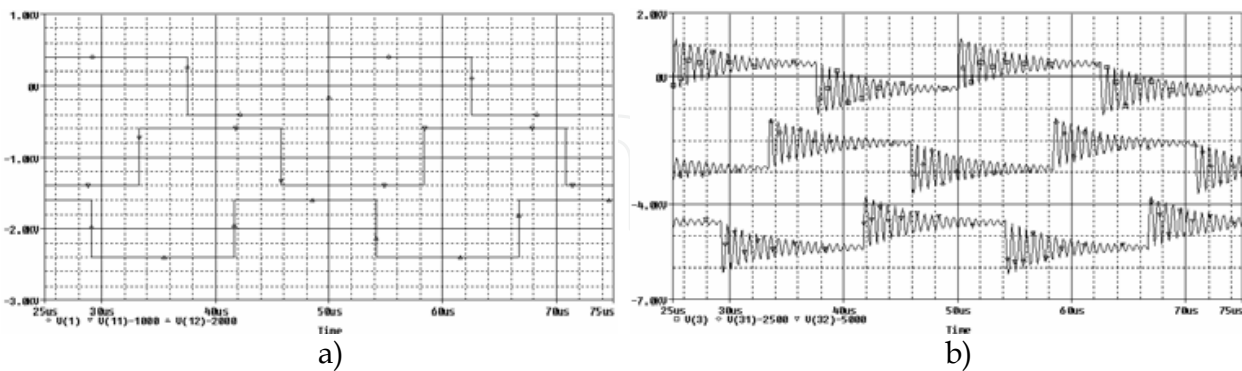 1.0KV
0V
-1.0KV
-2.0KV
-3.0KV
25us 30us 40us 50us 60us 70us 75us
V(1) V(11)-1000 V(12)-2000
Time
a)
2.0KV
0V
-4.0KV
-7.0KV
25us 30us 40us 50us 60us 70us 75us
V(3) V(31)-2500 V(32)-5000
Time
b)